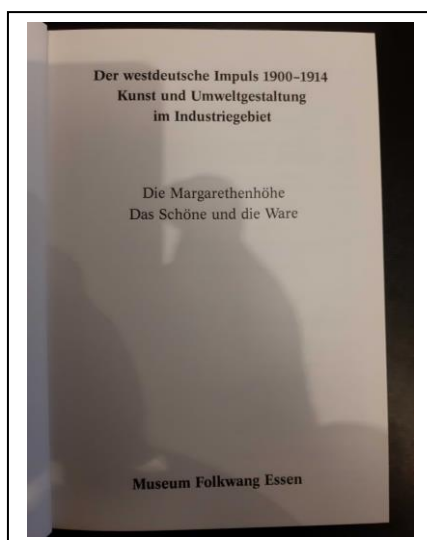 Der westdeutsche Impuls 1900–1914
Kunst und Umweltgestaltung
im Industriegebiet
Die Margarethenhöhe
Das Schöne und die Ware
Museum Folkwang Essen